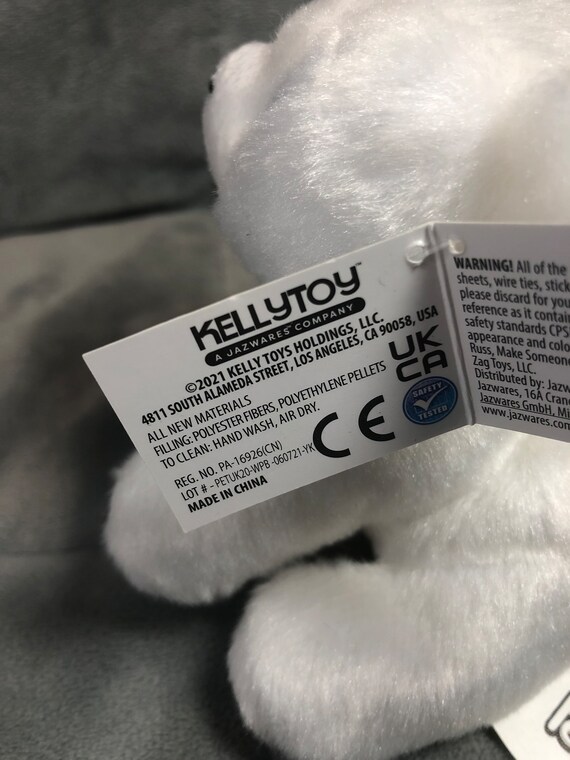 KELLYTOY™
A JAZWARES® COMPANY
©2021 KELLY TOYS HOLDINGS, LLC.
4811 SOUTH ALAMEDA STREET, LOS ANGELES, CA 90058, USA
ALL NEW MATERIALS
FILLING: POLYESTER FIBERS, POLYETHYLENE PELLETS
TO CLEAN: HAND WASH, AIR DRY.
REG. NO. PA-16926(CN)
LOT # - PETUK20-WPB -060721-YK
MADE IN CHINA
CE
UK
CA
SAFETY
TESTED
WARNING! All of the
sheets, wire ties, stick
please discard for you
reference as it contain
safety standards CPS
appearance and colo
Russ, Make Someone
Zag Toys, LLC.
Distributed by: Jazw
Jazwares, 16A Cran
Jazwares GmbH, Mi
www.jazwares.com